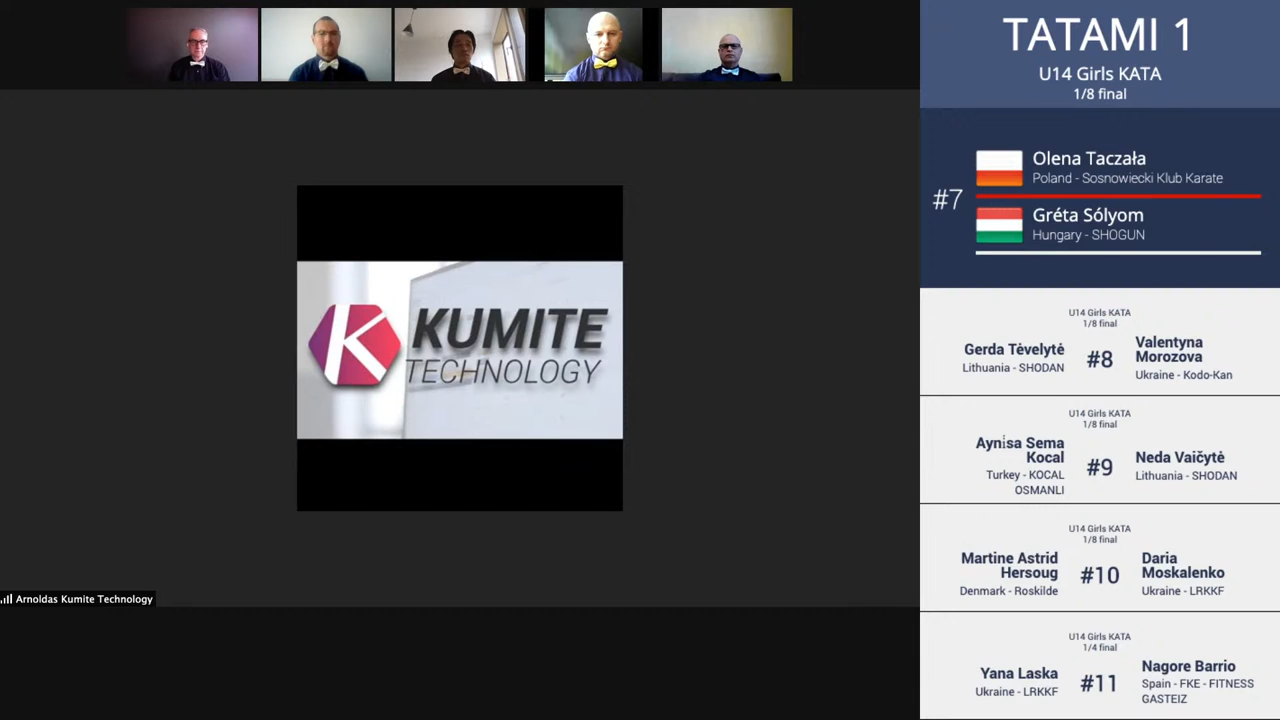 TATAMI 1
U14 Girls KATA
1/8 final
#7
Olena Taczała
Poland - Sosnowiecki Klub Karate
Gréta Sólyom
Hungary - SHOGUN
KUMITE
TECHNOLOGY
U14 Girls KATA
1/8 final
Gerda Tėvelytė
Lithuania - SHODAN
#8
Valentyna
Morozova
Ukraine - Kodo-Kan
U14 Girls KATA
1/8 final
Aynisa Sema
Kocal
Turkey - KOCAL
OSMANLI
#9
Neda Vaičytė
Lithuania - SHODAN
U14 Girls KATA
1/8 final
Martine Astrid
Hersoug
Denmark - Roskilde
#10
Daria
Moskalenko
Ukraine - LRKKF
U14 Girls KATA
1/4 final
Yana Laska
Ukraine - LRKKF
#11
Nagore Barrio
Spain - FKE - FITNESS
GASTEIZ
Arnoldas Kumite Technology